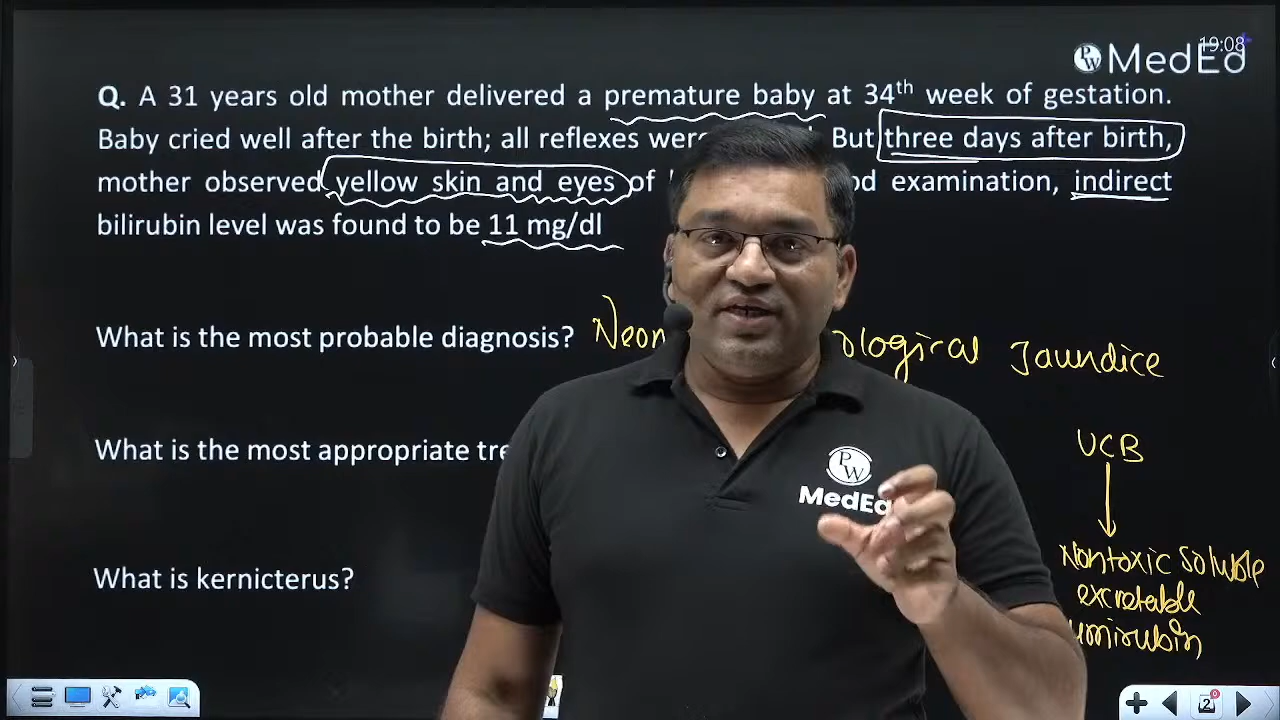 19:08
PW MedEd
Q. A 31 years old mother delivered a premature baby at 34th week of gestation.
Baby cried well after the birth; all reflexes were But three days after birth,
mother observed yellow skin and eyes of examination, indirect
bilirubin level was found to be 11 mg/dl
What is the most probable diagnosis? Jaundice
UCB
What is the most appropriate
PW
MedEd
Nontoxic soluble
What is kernicterus?
excretable
2